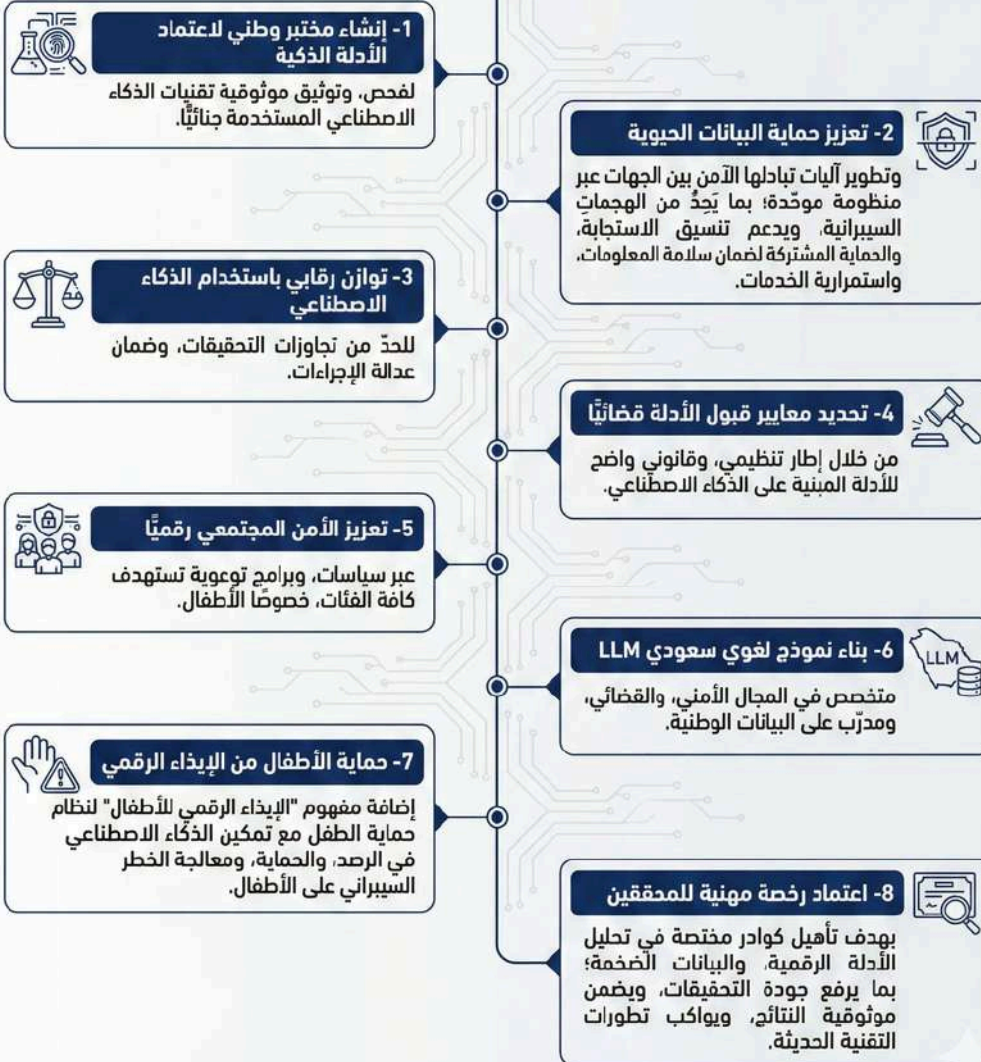 1- إنشاء مختبر وطني لاعتماد
الأدلة الذكية
لفحص، وتوثيق موثوقية تقنيات الذكاء
الاصطناعي المستخدمة جنائيًّا.
2- تعزيز حماية البيانات الحيوية
وتطوير آليات تبادلها الآمن بين الجهات عبر
منظومة موحّدة؛ بما يَحِدُّ من الهجماتِ
السيبرانية، ويدعم تنسيق الاستجابة،
والحماية المشتركة لضمان سلامة المعلومات،
واستمرارية الخدمات.
3- توازن رقابي باستخدام الذكاء
الاصطناعي
للحدّ من تجاوزات التحقيقات، وضمان
عدالة الإجراءات.
4- تحديد معايير قبول الأدلة قضائيًّا
من خلال إطار تنظيمي، وقانوني واضح
للأدلة المبنية على الذكاء الاصطناعي.
5- تعزيز الأمن المجتمعي رقميًّا
عبر سياسات، وبرامج توعوية تستهدف
كافة الفئات، خصوصًا الأطفال.
6- بناء نموذج لغوي سعودي LLM
LLM
متخصص في المجال الأمني، والقضائي،
ومدرّب على البيانات الوطنية.
7- حماية الأطفال من الإيذاء الرقمي
إضافة مفهوم "الإيذاء الرقمي للأطفال" لنظام
حماية الطفل مع تمكين الذكاء الاصطناعي
في الرصد، والحماية، ومعالجة الخطر
السيبراني على الأطفال.
8- اعتماد رخصة مهنية للمحققين
بهدف تأهيل كوادر مختصة في تحليل
الأدلة الرقمية، والبيانات الضخمة؛
بما يرفع جودة التحقيقات، ويضمن
موثوقية النتائج، ويواكب تطورات
التقنية الحديثة.